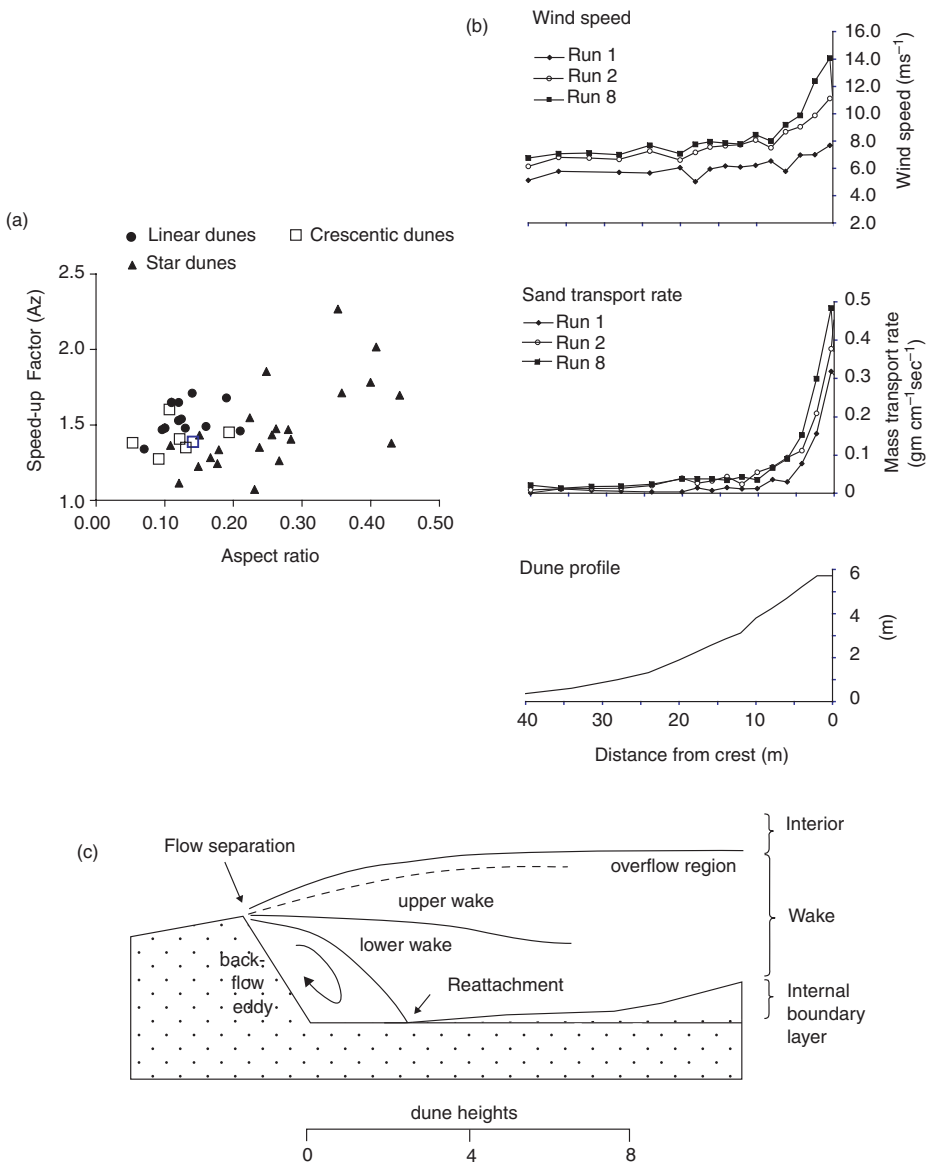 (a)
● Linear dunes □ Crescentic dunes
▲ Star dunes
Speed-up Factor (Az)
2.5
2.0
1.5
1.0
0.00 0.10 0.20 0.30 0.40 0.50
Aspect ratio
(b)
Wind speed
Run 1
Run 2
Run 8
16.0
14.0
12.0
10.0
8.0
6.0
4.0
2.0
Wind speed (ms⁻¹)
Sand transport rate
Run 1
Run 2
Run 8
0.5
0.4
0.3
0.2
0.1
0
Mass transport rate
(gm cm⁻¹sec⁻¹)
Dune profile
6
4
2
0
(m)
40 30 20 10 0
Distance from crest (m)
(c)
Flow separation
Interior
overflow region
upper wake
Wake
lower wake
back-
flow
eddy
Reattachment
Internal
boundary
layer
dune heights
0 4 8